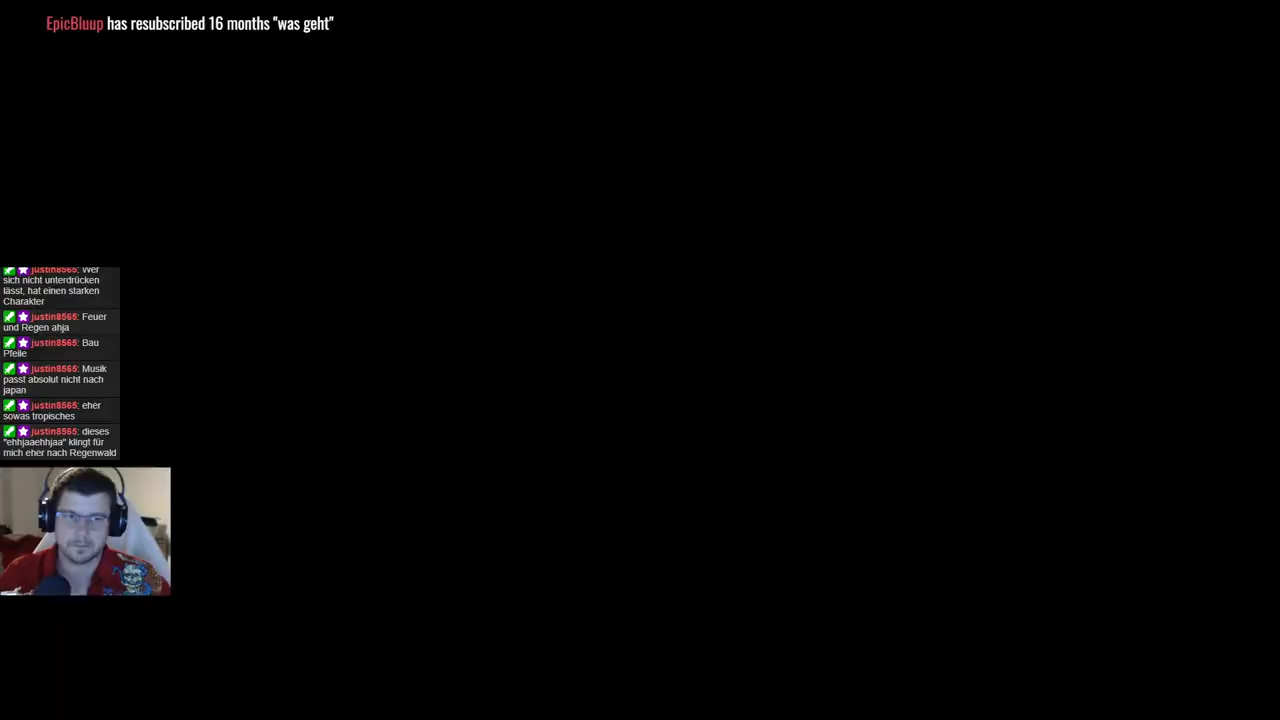 EpicBluup has resubscribed 16 months "was geht"
justin8565: Wer
sich nicht unterdrücken
lässt, hat einen starken
Charakter
justin8565: Feuer
und Regen ahja
justin8565: Bau
Pfeile
justin8565: Musik
passt absolut nicht nach
japan
justin8565: eher
sowas tropisches
justin8565: dieses
"ehhjaaehhjaa" klingt für
mich eher nach Regenwald